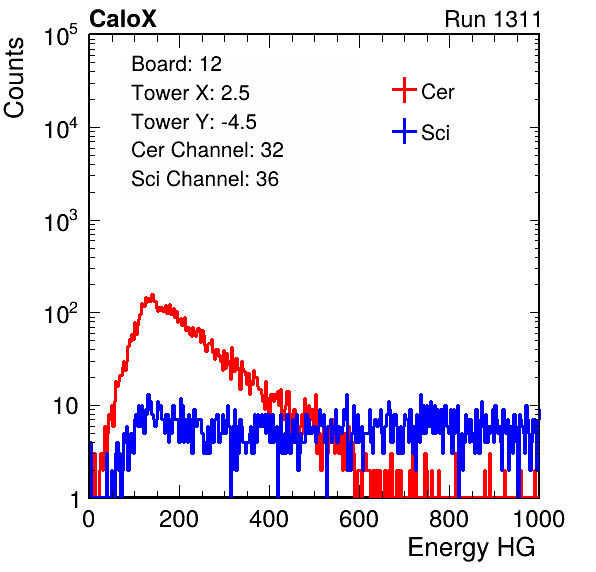 CaloX Run 1311
Board: 12
Tower X: 2.5
Tower Y: -4.5
Cer Channel: 32
Sci Channel: 36
Cer
Sci
Counts
10^5
10^4
10^3
10^2
10
1
0 200 400 600 800 1000
Energy HG